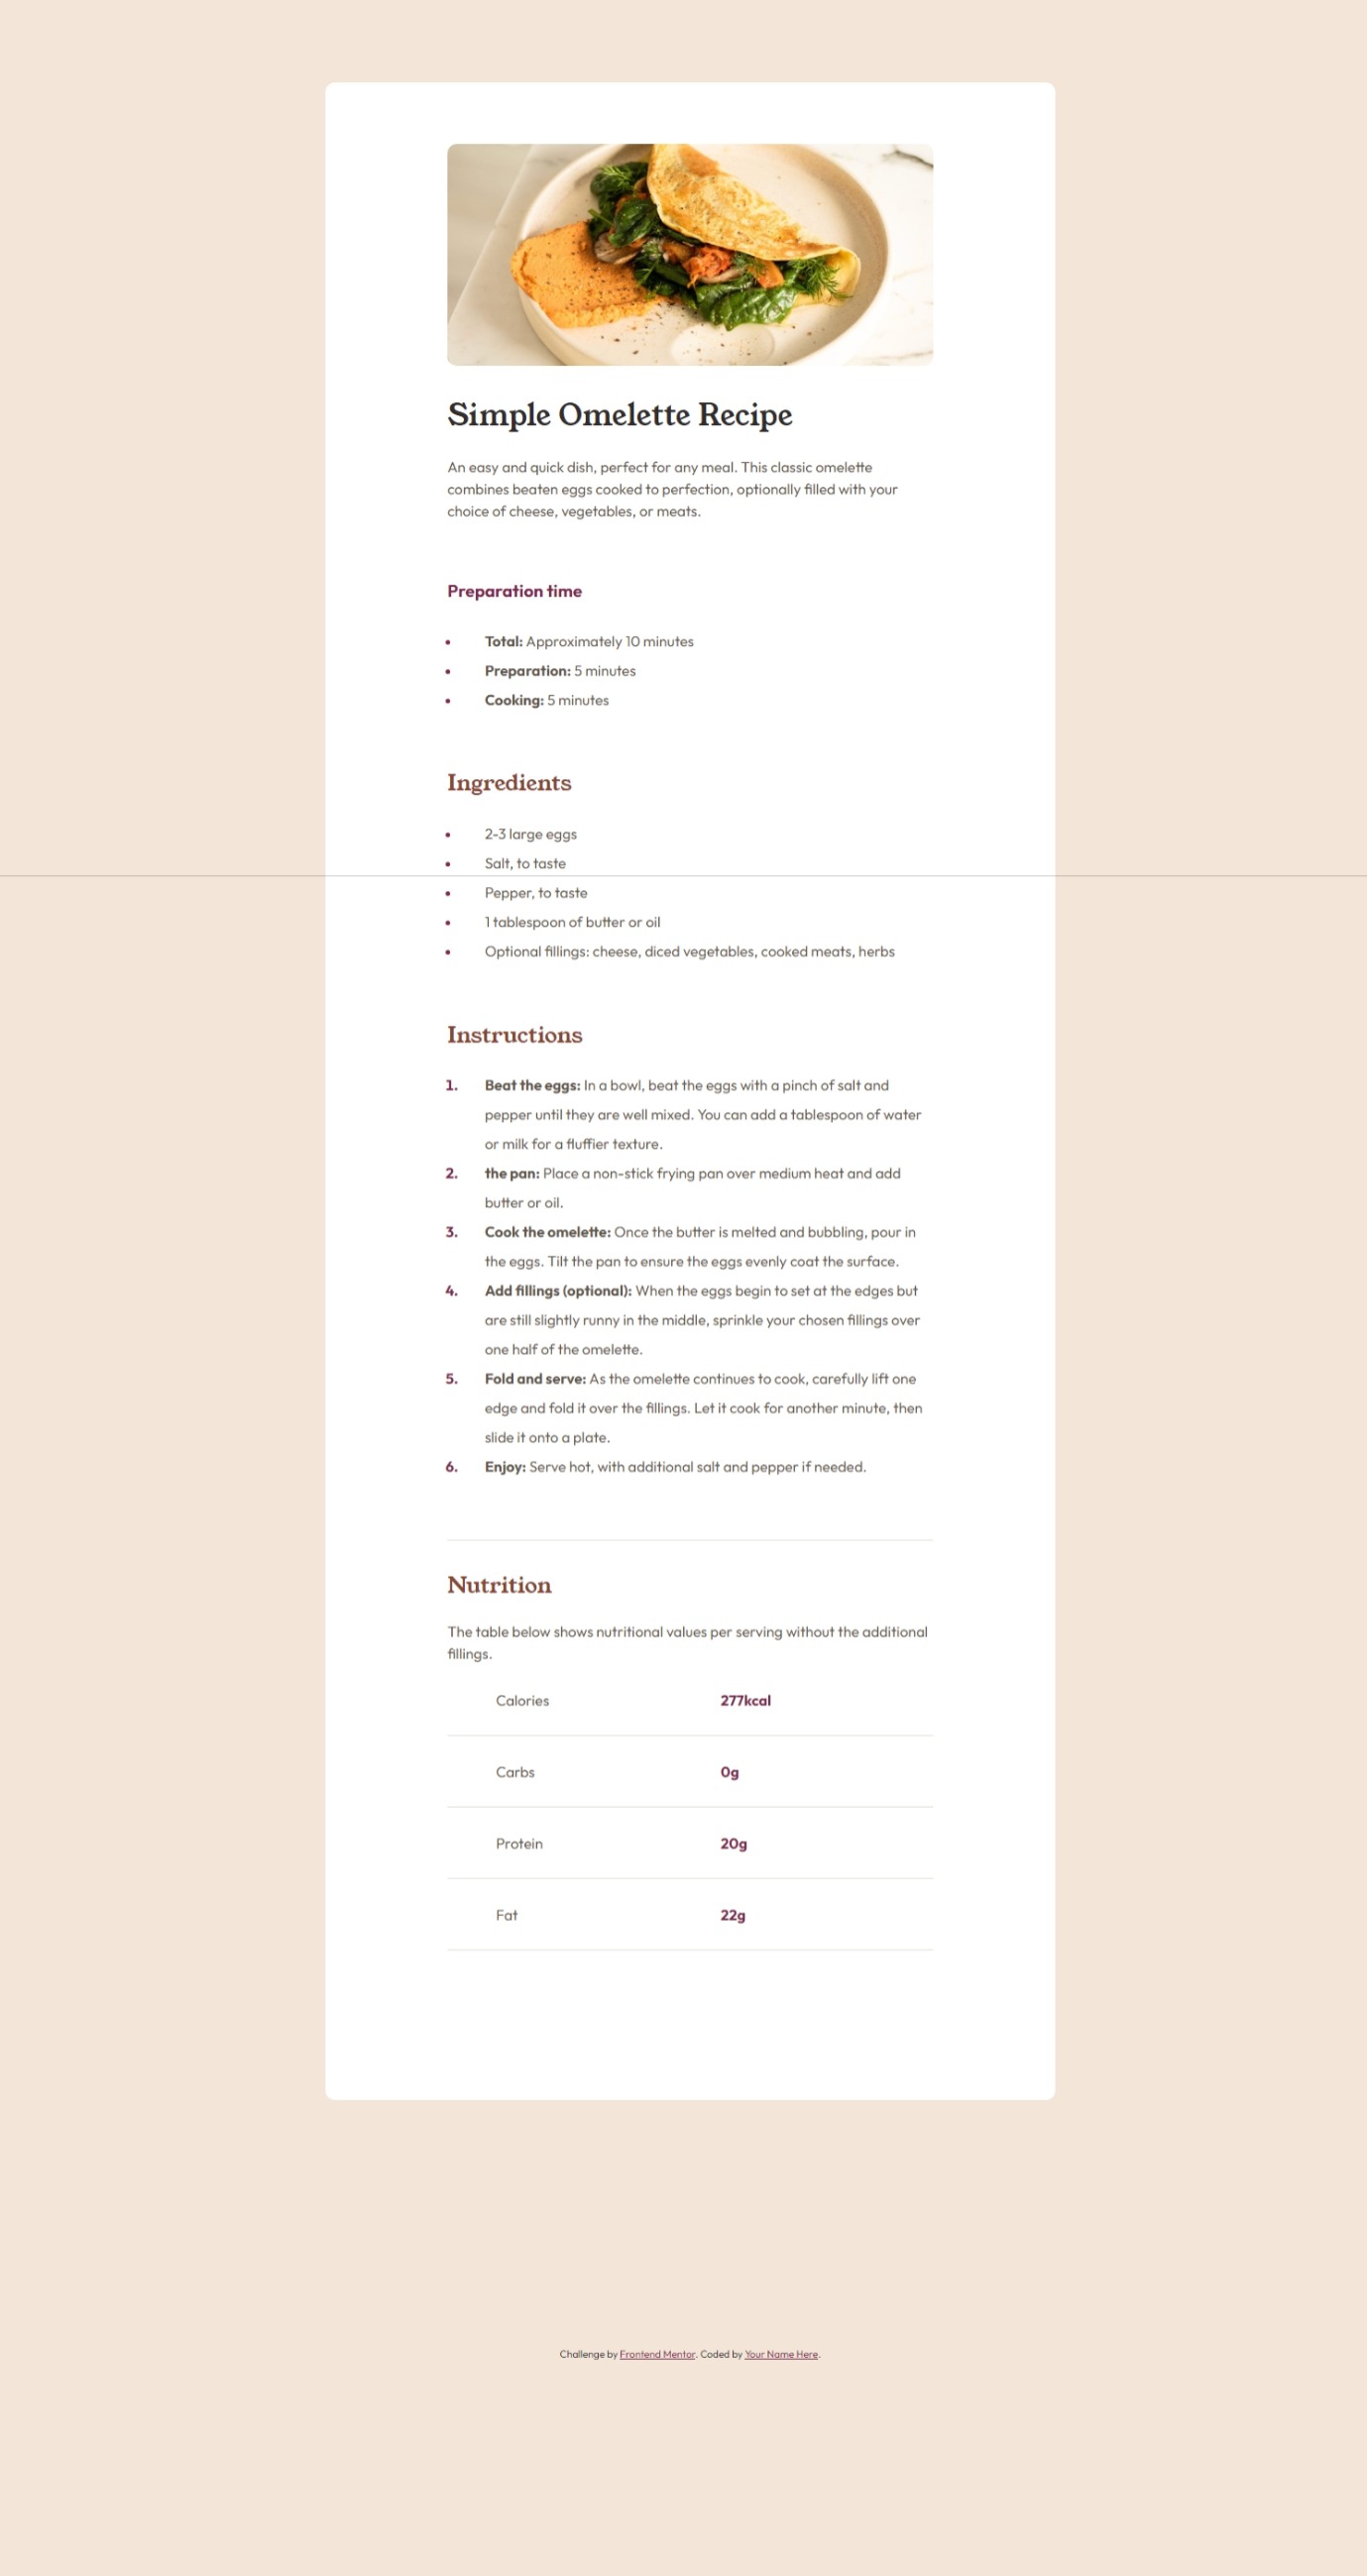 Simple Omelette Recipe
An easy and quick dish, perfect for any meal. This classic omelette
combines beaten eggs cooked to perfection, optionally filled with your
choice of cheese, vegetables, or meats.
Preparation time
• Total: Approximately 10 minutes
• Preparation: 5 minutes
• Cooking: 5 minutes
Ingredients
• 2-3 large eggs
• Salt, to taste
• Pepper, to taste
• 1 tablespoon of butter or oil
• Optional fillings: cheese, diced vegetables, cooked meats, herbs
Instructions
1. Beat the eggs: In a bowl, beat the eggs with a pinch of salt and
pepper until they are well mixed. You can add a tablespoon of water
or milk for a fluffier texture.
2. the pan: Place a non-stick frying pan over medium heat and add
butter or oil.
3. Cook the omelette: Once the butter is melted and bubbling, pour in
the eggs. Tilt the pan to ensure the eggs evenly coat the surface.
4. Add fillings (optional): When the eggs begin to set at the edges but
are still slightly runny in the middle, sprinkle your chosen fillings over
one half of the omelette.
5. Fold and serve: As the omelette continues to cook, carefully lift one
edge and fold it over the fillings. Let it cook for another minute, then
slide it onto a plate.
6. Enjoy: Serve hot, with additional salt and pepper if needed.
Nutrition
The table below shows nutritional values per serving without the additional
fillings.
Calories 277kcal
Carbs 0g
Protein 20g
Fat 22g
Challenge by Frontend Mentor. Coded by Your Name Here.